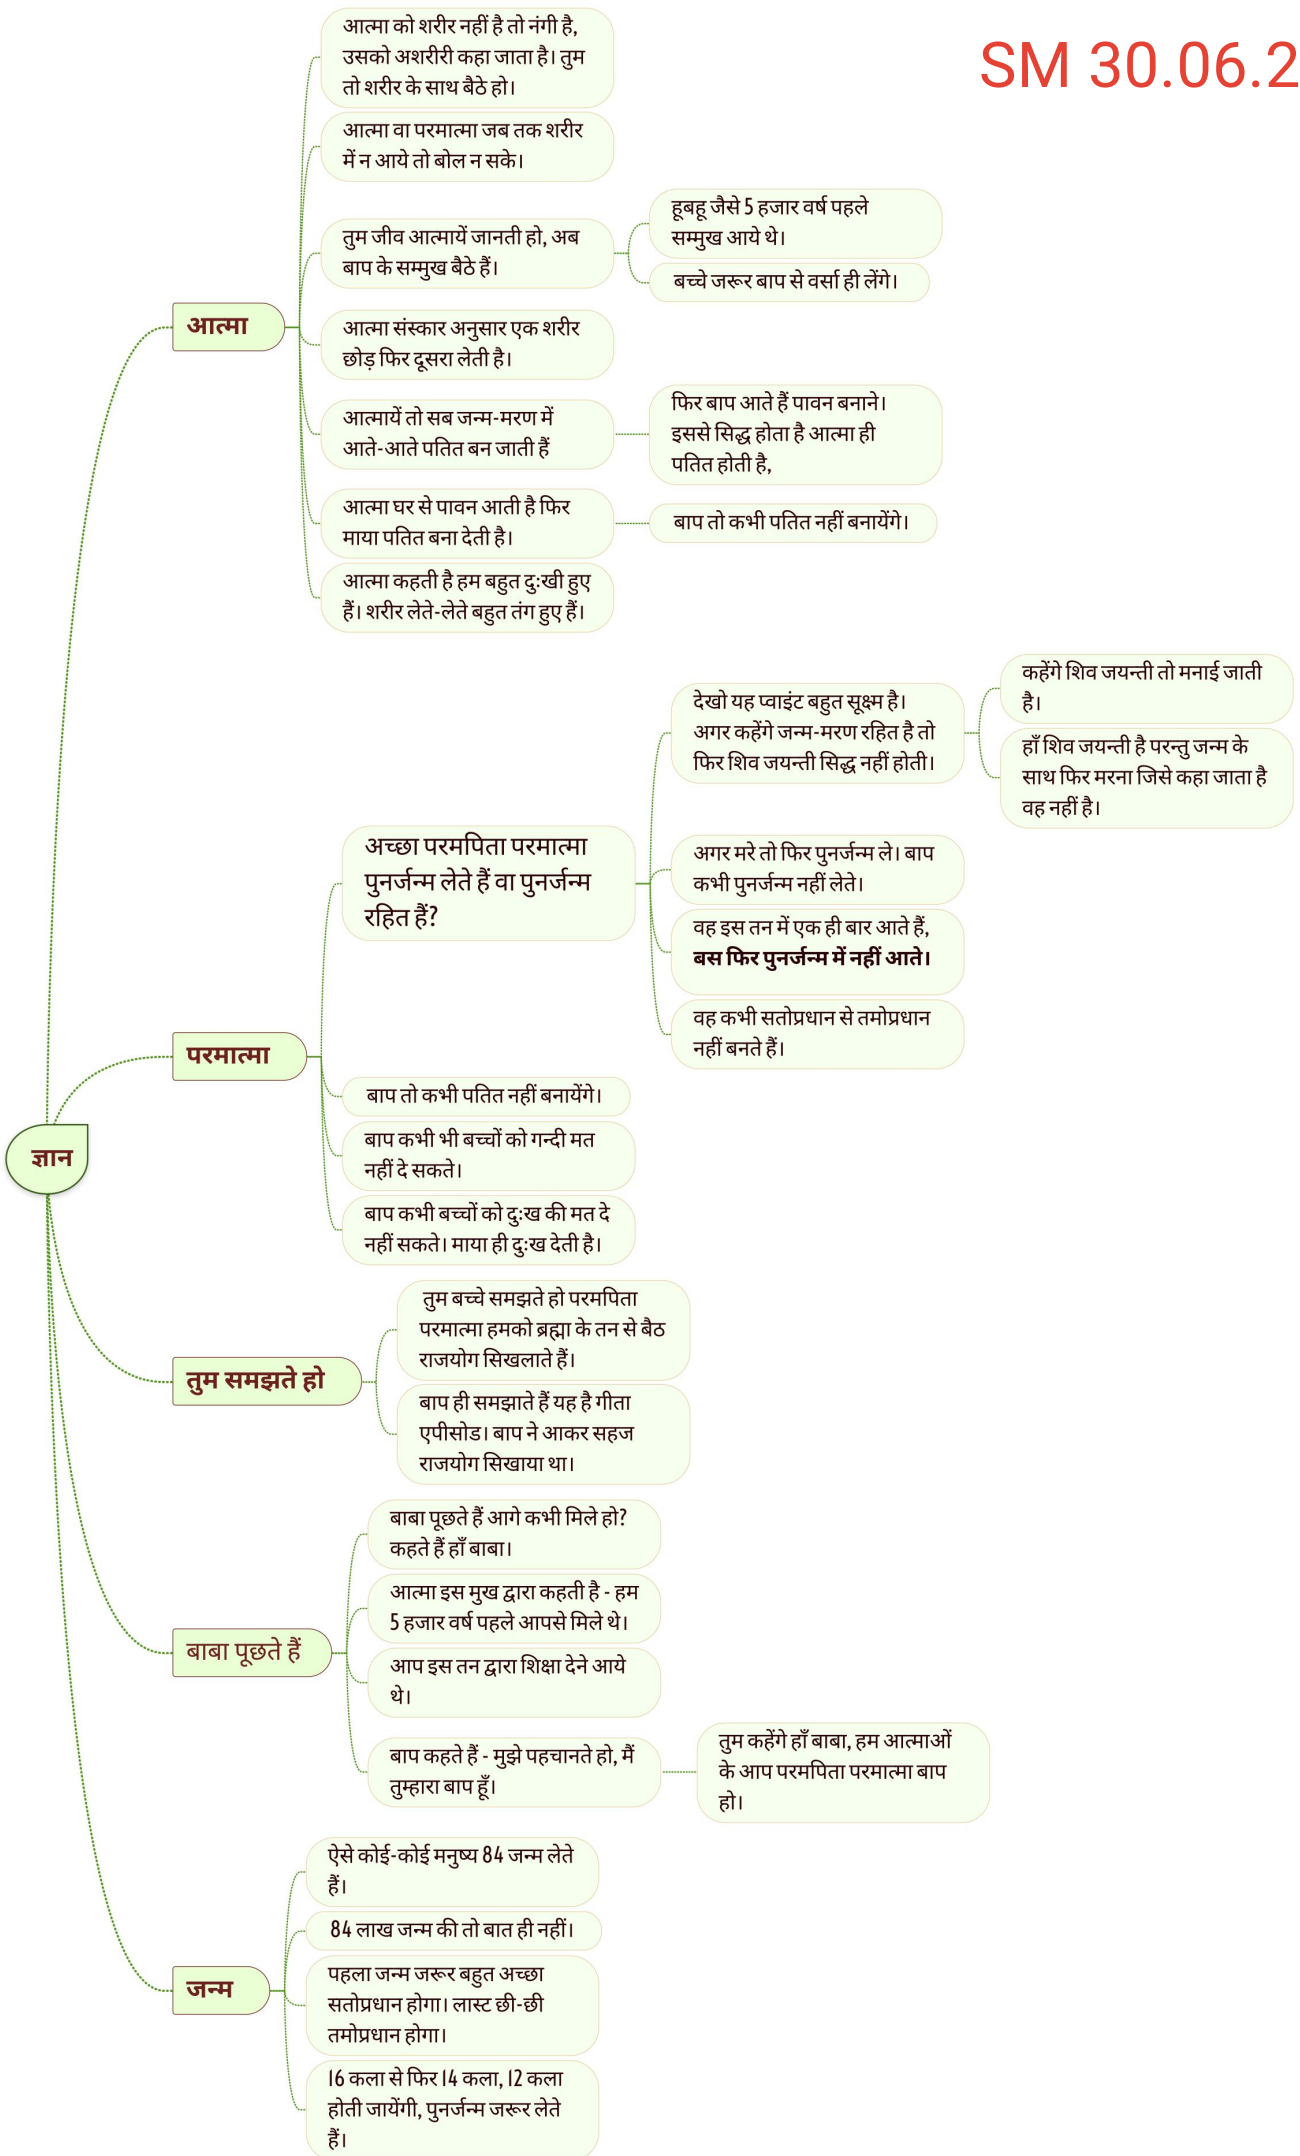 SM 30.06.2
आत्मा को शरीर नहीं है तो नंगी है,
उसको अशरीरी कहा जाता है। तुम
तो शरीर के साथ बैठे हो।
आत्मा वा परमात्मा जब तक शरीर
में न आये तो बोल न सके।
तुम जीव आत्मायें जानती हो, अब
बाप के सम्मुख बैठे हैं।
हूबहू जैसे 5 हजार वर्ष पहले
सम्मुख आये थे।
बच्चे जरूर बाप से वर्सा ही लेंगे।
आत्मा
आत्मा संस्कार अनुसार एक शरीर
छोड़ फिर दूसरा लेती है।
आत्मायें तो सब जन्म-मरण में
आते-आते पतित बन जाती हैं
फिर बाप आते हैं पावन बनाने।
इससे सिद्ध होता है आत्मा ही
पतित होती है,
आत्मा घर से पावन आती है फिर
माया पतित बना देती है।
बाप तो कभी पतित नहीं बनायेंगे।
आत्मा कहती है हम बहुत दुःखी हुए
हैं। शरीर लेते-लेते बहुत तंग हुए हैं।
परमात्मा
अच्छा परमपिता परमात्मा
पुनर्जन्म लेते हैं वा पुनर्जन्म
रहित हैं?
देखो यह प्वाइंट बहुत सूक्ष्म है।
अगर कहेंगे जन्म-मरण रहित है तो
फिर शिव जयन्ती सिद्ध नहीं होती।
कहेंगे शिव जयन्ती तो मनाई जाती
है।
हाँ शिव जयन्ती है परन्तु जन्म के
साथ फिर मरना जिसे कहा जाता है
वह नहीं है।
अगर मरे तो फिर पुनर्जन्म ले। बाप
कभी पुनर्जन्म नहीं लेते।
वह इस तन में एक ही बार आते हैं,
बस फिर पुनर्जन्म में नहीं आते।
वह कभी सतोप्रधान से तमोप्रधान
नहीं बनते हैं।
बाप तो कभी पतित नहीं बनायेंगे।
बाप कभी भी बच्चों को गन्दी मत
नहीं दे सकते।
बाप कभी बच्चों को दुःख की मत दे
नहीं सकते। माया ही दुःख देती है।
ज्ञान
तुम समझते हो
तुम बच्चे समझते हो परमपिता
परमात्मा हमको ब्रह्मा के तन से बैठ
राजयोग सिखलाते हैं।
बाप ही समझाते हैं यह है गीता
एपीसोड। बाप ने आकर सहज
राजयोग सिखाया था।
बाबा पूछते हैं
बाबा पूछते हैं आगे कभी मिले हो?
कहते हैं हाँ बाबा।
आत्मा इस मुख द्वारा कहती है - हम
5 हजार वर्ष पहले आपसे मिले थे।
आप इस तन द्वारा शिक्षा देने आये
थे।
बाप कहते हैं - मुझे पहचानते हो, मैं
तुम्हारा बाप हूँ।
तुम कहेंगे हाँ बाबा, हम आत्माओं
के आप परमपिता परमात्मा बाप
हो।
जन्म
ऐसे कोई-कोई मनुष्य 84 जन्म लेते
हैं।
84 लाख जन्म की तो बात ही नहीं।
पहला जन्म जरूर बहुत अच्छा
सतोप्रधान होगा। लास्ट छी-छी
तमोप्रधान होगा।
16 कला से फिर 14 कला, 12 कला
होती जायेंगी, पुनर्जन्म जरूर लेते
हैं।